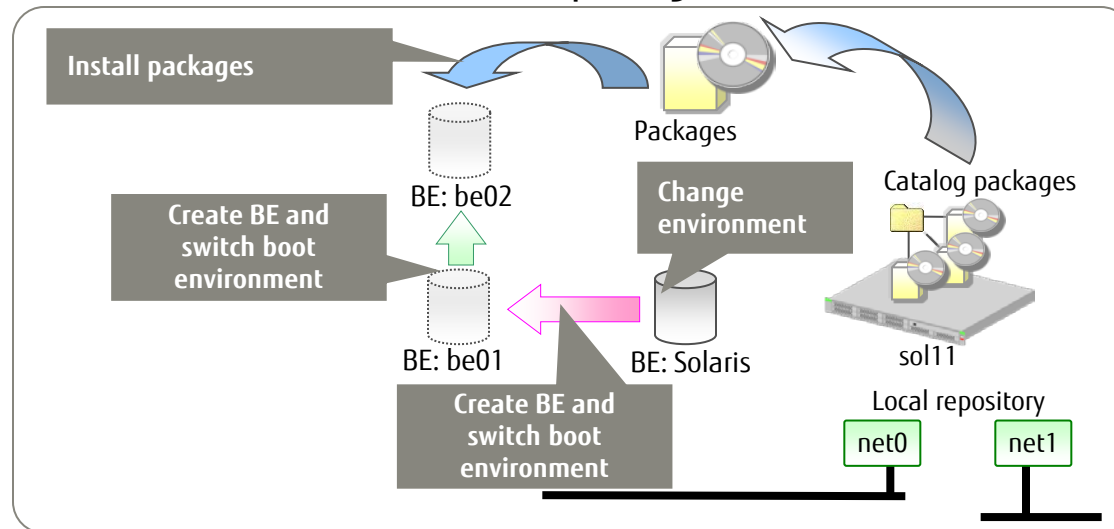 Install packages
Packages
BE: be02
Change
environment
Catalog packages
Create BE and
switch boot
environment
BE: be01
BE: Solaris
sol11
Create BE and
switch boot
environment
Local repository
net0
net1